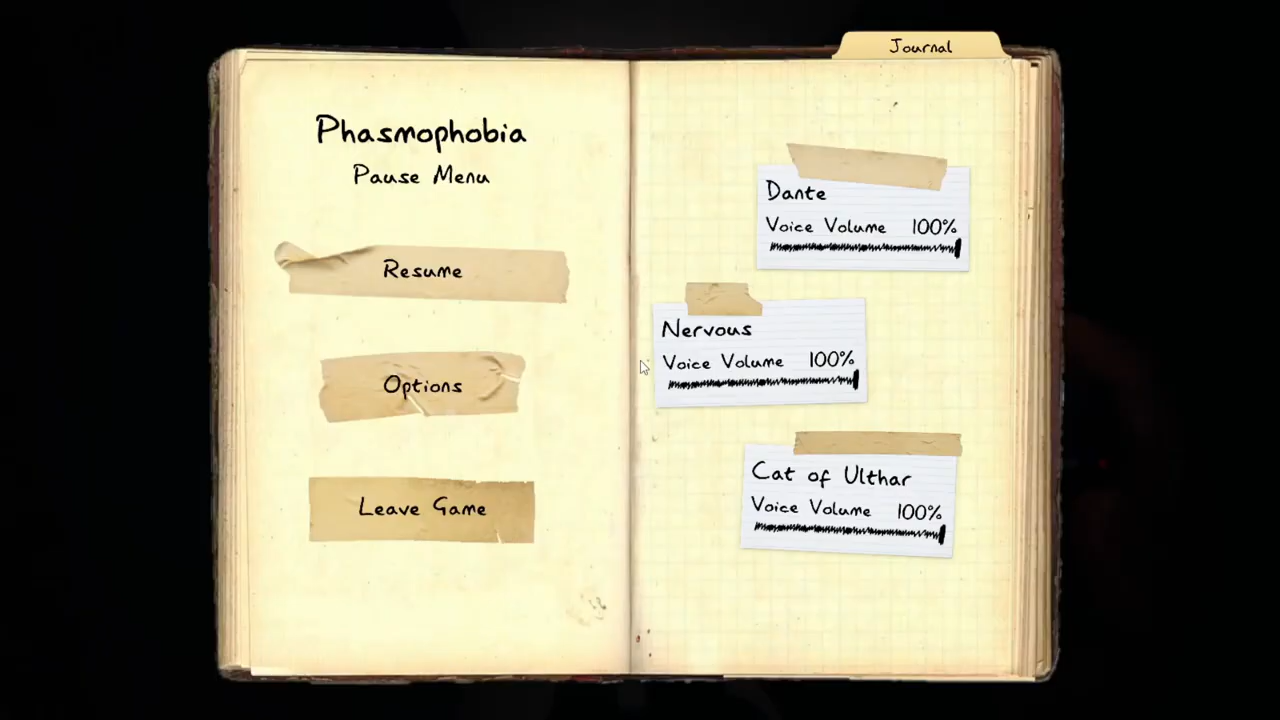 Journal
Phasmophobia
Pause Menu
Resume
Options
Leave Game
Dante
Voice Volume 100%
Nervous
Voice Volume 100%
Cat of Ulthar
Voice Volume 100%